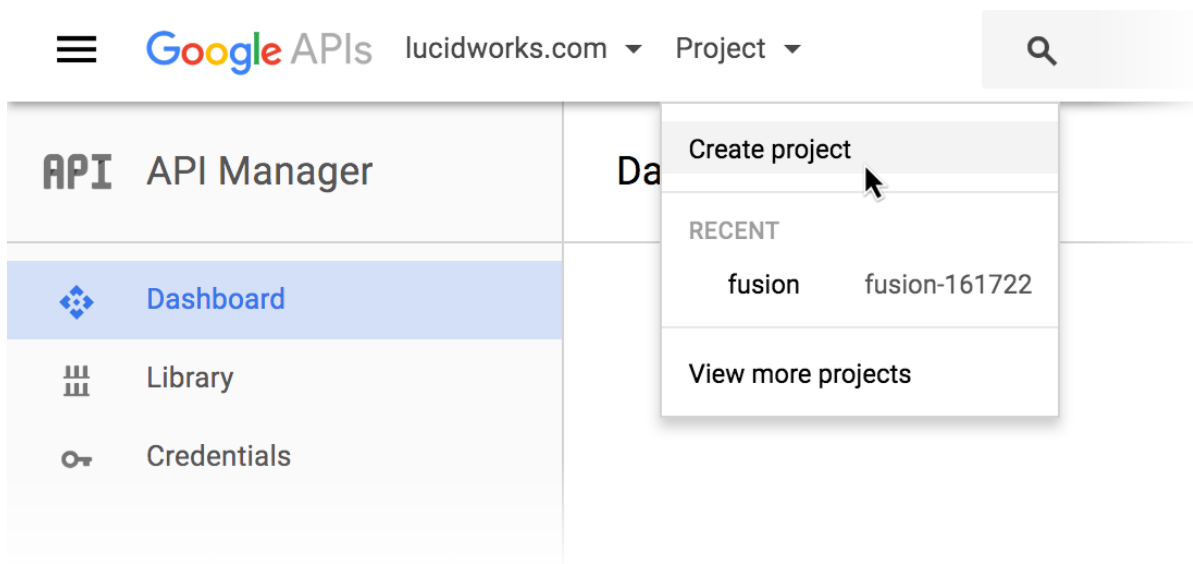 Google APIs lucidworks.com Project
API API Manager
Da
Create project
RECENT
fusion fusion-161722
View more projects
Dashboard
Library
Credentials